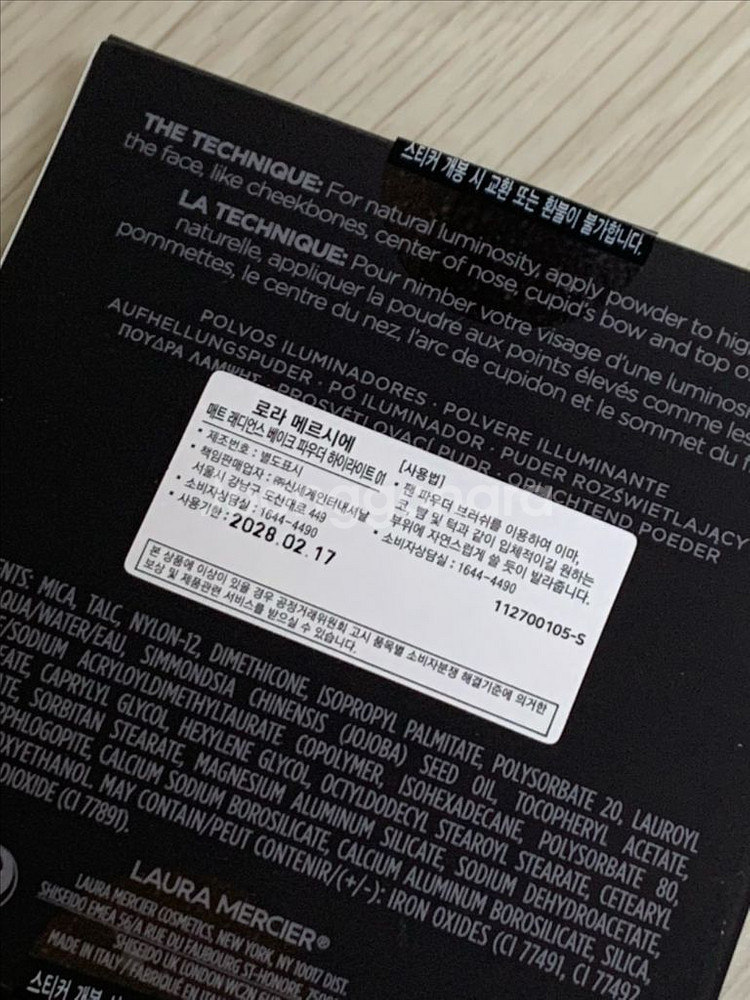 THE TECHNIQUE: For natural luminosity, apply powder to hig
the face, like cheekbones, center of nose, cupid's bow and top o
LA TECHNIQUE: Pour nimber votre visage d'une luminos
naturelle, appliquer la poudre aux points élevés comme les
pommettes, le centre du nez, l'arc de cupidon et le sommet du f
스티커 개봉 시 교환 또는 환불이 불가합니다.
POLVOS ILUMINADORES · POLVERE ILLUMINANTE
AUFHELLUNGSPUDER · PÓ ILUMINADOR · PUDER ROZŚWIETLAJĄCY
ΠΟΥΔΡΑ ΛΑΜΨΗΣ · PROSVĚTLOVACÍ PUDR · OPLICHTEND POEDER
로라 메르시에
매트 래디언스 베이크 파우더 하이라이트 01
• 제조번호 : 별도표시
• 책임판매업자 : ㈜신세계인터내셔날
서울시 강남구 도산대로 449
• 소비자상담실 : 1644-4490
• 사용기한 : 2028.02.17
[사용법]
• 팬 파우더 브러쉬를 이용하여 이마,
코, 뺨 및 턱과 같이 입체적이길 원하는
부위에 자연스럽게 쓸 듯이 발라줍니다.
• 소비자상담실 : 1644-4490
112700105-S
본 상품에 이상이 있을 경우 공정거래위원회 고시 품목별 소비자분쟁 해결기준에 의거한
보상 및 제품관련 서비스를 받으실 수 있습니다.
ENTS: MICA, TALC, NYLON-12, DIMETHICONE, ISOPROPYL PALMITATE, POLYSORBATE 20, LAUROYL
AQUA/WATER/EAU, SIMMONDSIA CHINENSIS (JOJOBA) SEED OIL, TOCOPHERYL ACETATE,
E/SODIUM ACRYLOYLDIMETHYLTAURATE COPOLYMER, ISOHEXADECANE, POLYSORBATE 80,
CAPRYLYL GLYCOL, HEXYLENE GLYCOL, OCTYLDODECYL STEAROYL STEARATE, CETEARYL
SORBITAN STEARATE, MAGNESIUM ALUMINUM SILICATE, SODIUM DEHYDROACETATE,
PHLOGOPITE, CALCIUM SODIUM BOROSILICATE, CALCIUM ALUMINUM BOROSILICATE, SILICA,
OXYETHANOL. MAY CONTAIN/PEUT CONTENIR/(+/-): IRON OXIDES (CI 77491, CI 77492
DIOXIDE (CI 77891).
LAURA MERCIER®
LAURA MERCIER COSMETICS, NEW YORK, NY 10017 DIST.
SHISEIDO EMEA 56/A RUE DU FAUBOURG ST-HONORE,
SHISEIDO UK LONDON
MADE IN ITALY / FABRIQUÉ EN ITA
스티커 개봉 시